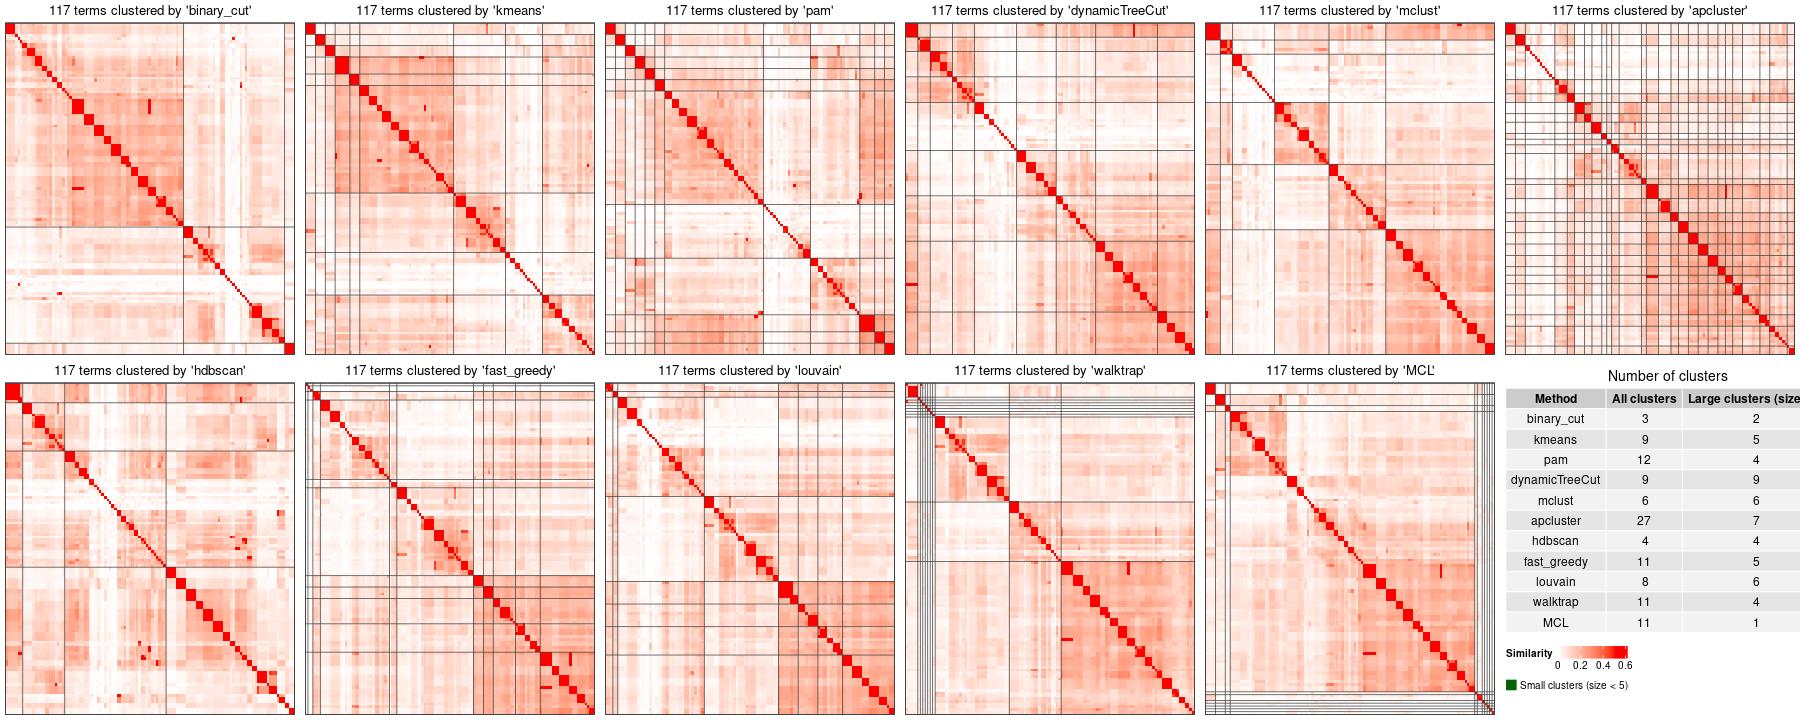 117 terms clustered by 'binary_cut'
117 terms clustered by 'kmeans'
117 terms clustered by 'pam'
117 terms clustered by 'dynamicTreeCut'
117 terms clustered by 'mclust'
117 terms clustered by 'apcluster'
117 terms clustered by 'hdbscan'
117 terms clustered by 'fast_greedy'
117 terms clustered by 'louvain'
117 terms clustered by 'walktrap'
117 terms clustered by 'MCL'
Number of clusters
Method All clusters Large clusters (size
binary_cut 3 2
kmeans 9 5
pam 12 4
dynamicTreeCut 9 9
mclust 6 6
apcluster 27 7
hdbscan 4 4
fast_greedy 11 5
louvain 8 6
walktrap 11 4
MCL 11 1
Similarity
0 0.2 0.4 0.6
Small clusters (size < 5)